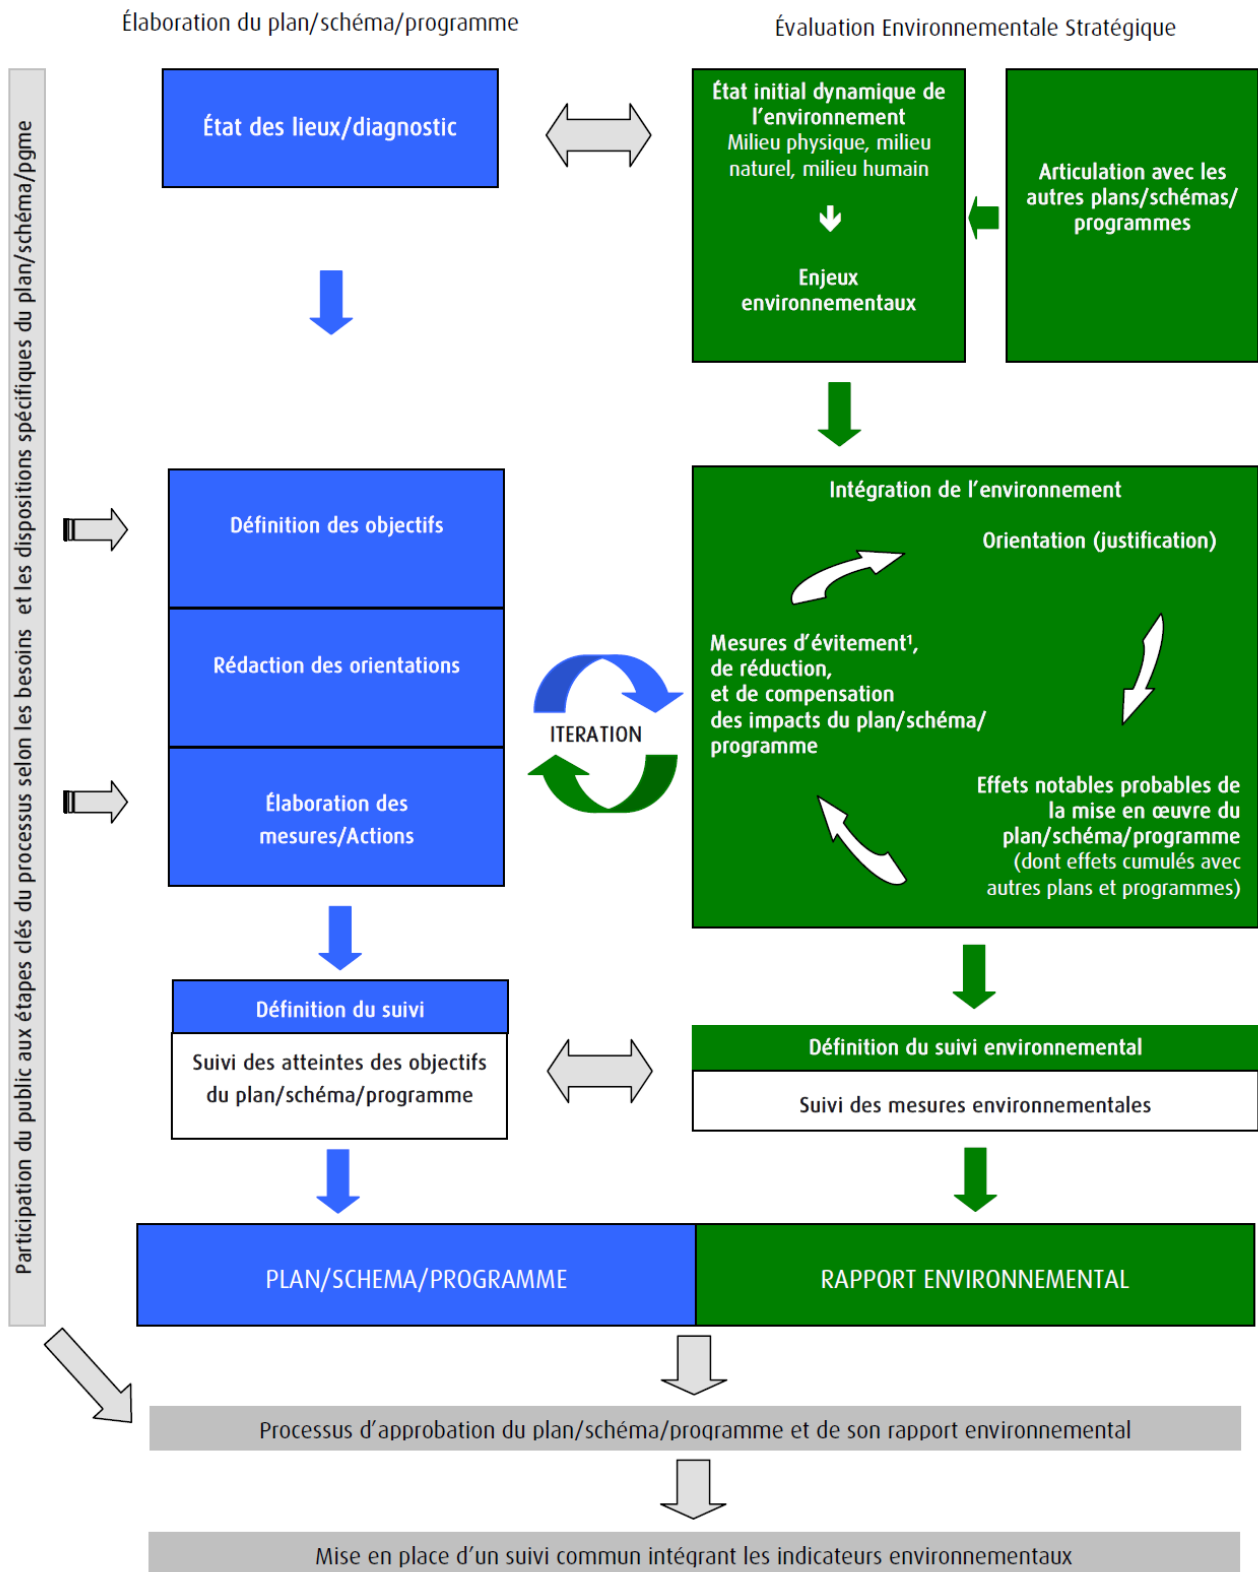 Élaboration du plan/schéma/programme
Évaluation Environnementale Stratégique
Participation du public aux étapes clés du processus selon les besoins et les dispositions spécifiques du plan/schéma/pgme
État des lieux/diagnostic
État initial dynamique de
l'environnement
Milieu physique, milieu
naturel, milieu humain
Enjeux
environnementaux
Articulation avec les
autres plans/schémas/
programmes
Définition des objectifs
Rédaction des orientations
Élaboration des
mesures/Actions
ITERATION
Intégration de l'environnement
Orientation (justification)
Mesures d'évitement¹,
de réduction,
et de compensation
des impacts du plan/schéma/
programme
Effets notables probables de
la mise en œuvre du
plan/schéma/programme
(dont effets cumulés avec
autres plans et programmes)
Définition du suivi
Suivi des atteintes des objectifs
du plan/schéma/programme
Définition du suivi environnemental
Suivi des mesures environnementales
PLAN/SCHEMA/PROGRAMME
RAPPORT ENVIRONNEMENTAL
Processus d'approbation du plan/schéma/programme et de son rapport environnemental
Mise en place d'un suivi commun intégrant les indicateurs environnementaux